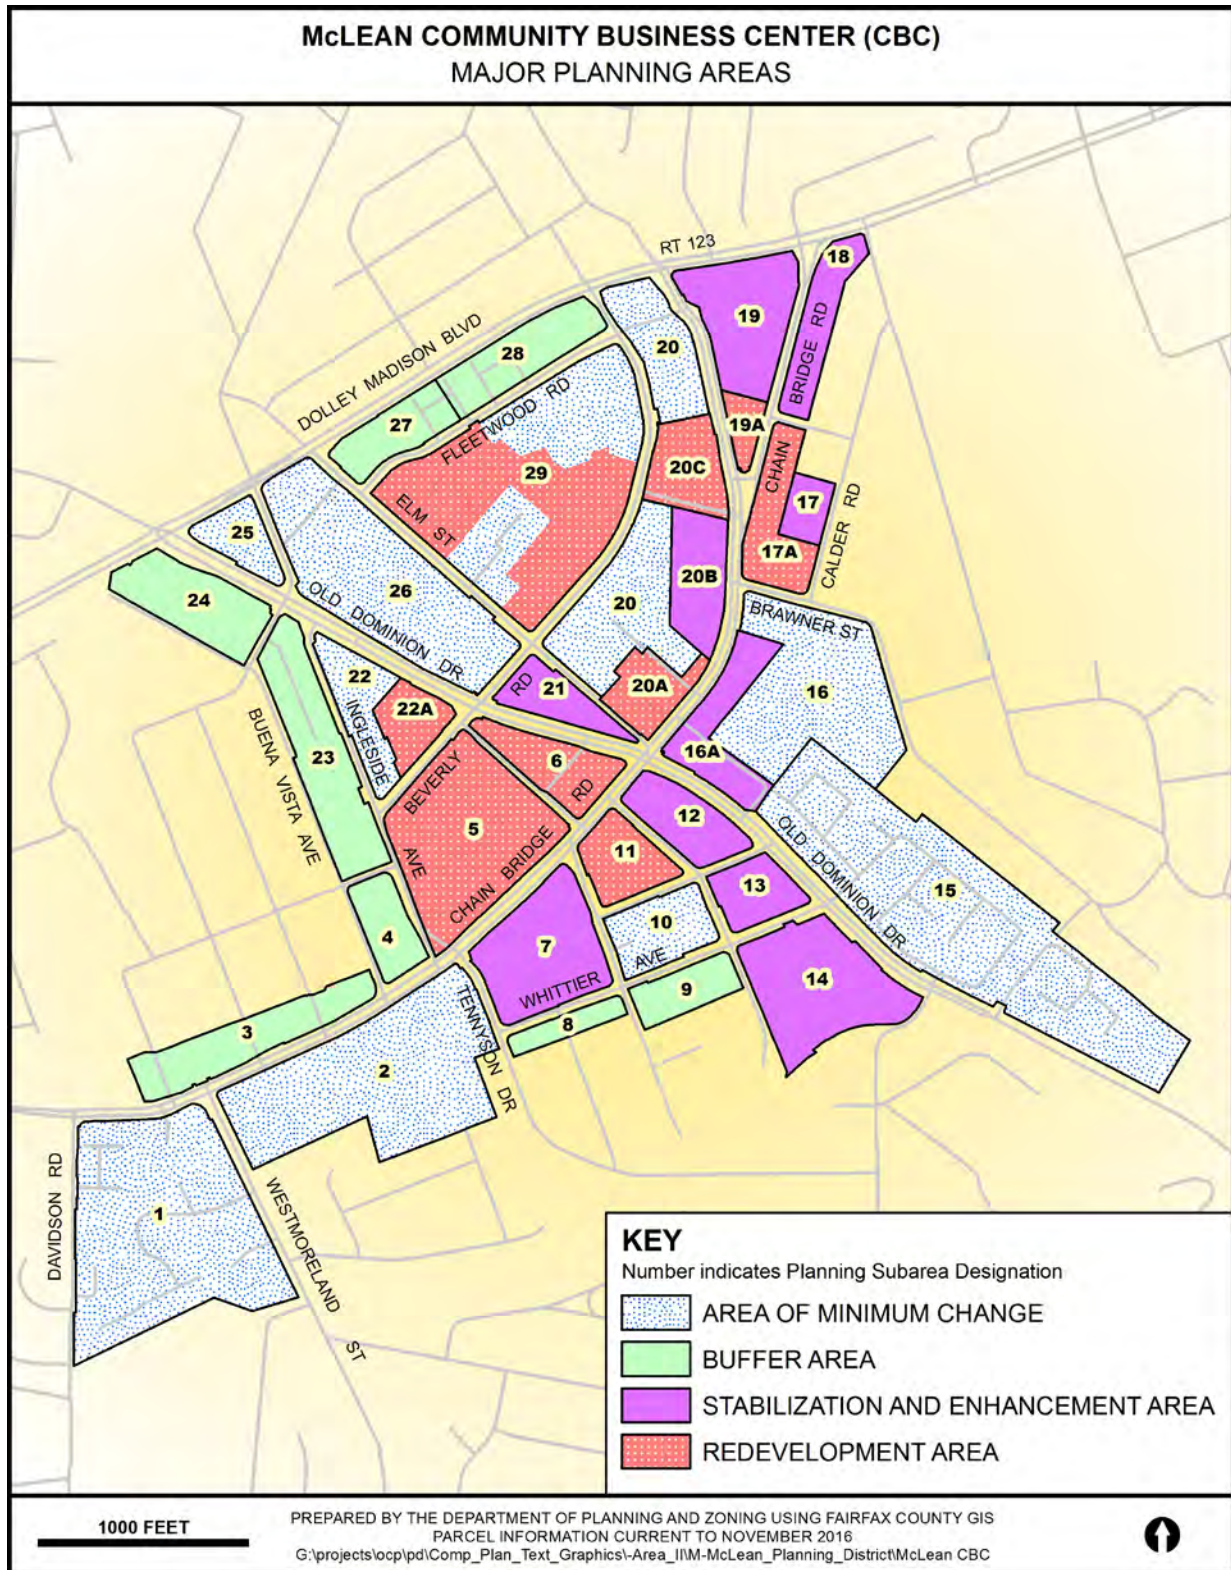 McLEAN COMMUNITY BUSINESS CENTER (CBC)
MAJOR PLANNING AREAS
RT 123
18
19
BRIDGE RD
20
DOLLEY MADISON BLVD
28
27
FLEETWOOD RD
19A
20C
CHAIN
29
17
CALDER RD
ELM ST
25
17A
20B
26
24
OLD DOMINION DR
20
BRAWNER ST
22
21
RD
20A
16
22A
INGLESIDE
16A
BUENA VISTA AVE
23
BEVERLY
6
RD
5
12
AVE
CHAIN BRIDGE
11
OLD DOMINION DR
13
15
10
4
7
AVE
WHITTIER
9
14
3
8
TENNYSON DR
2
DAVIDSON RD
1
WESTMORELAND ST
KEY
Number indicates Planning Subarea Designation
AREA OF MINIMUM CHANGE
BUFFER AREA
STABILIZATION AND ENHANCEMENT AREA
REDEVELOPMENT AREA
1000 FEET
PREPARED BY THE DEPARTMENT OF PLANNING AND ZONING USING FAIRFAX COUNTY GIS
PARCEL INFORMATION CURRENT TO NOVEMBER 2016
G:\projects\ocp\pd\Comp_Plan_Text_Graphics\-Area_II\M-McLean_Planning_District\McLean CBC